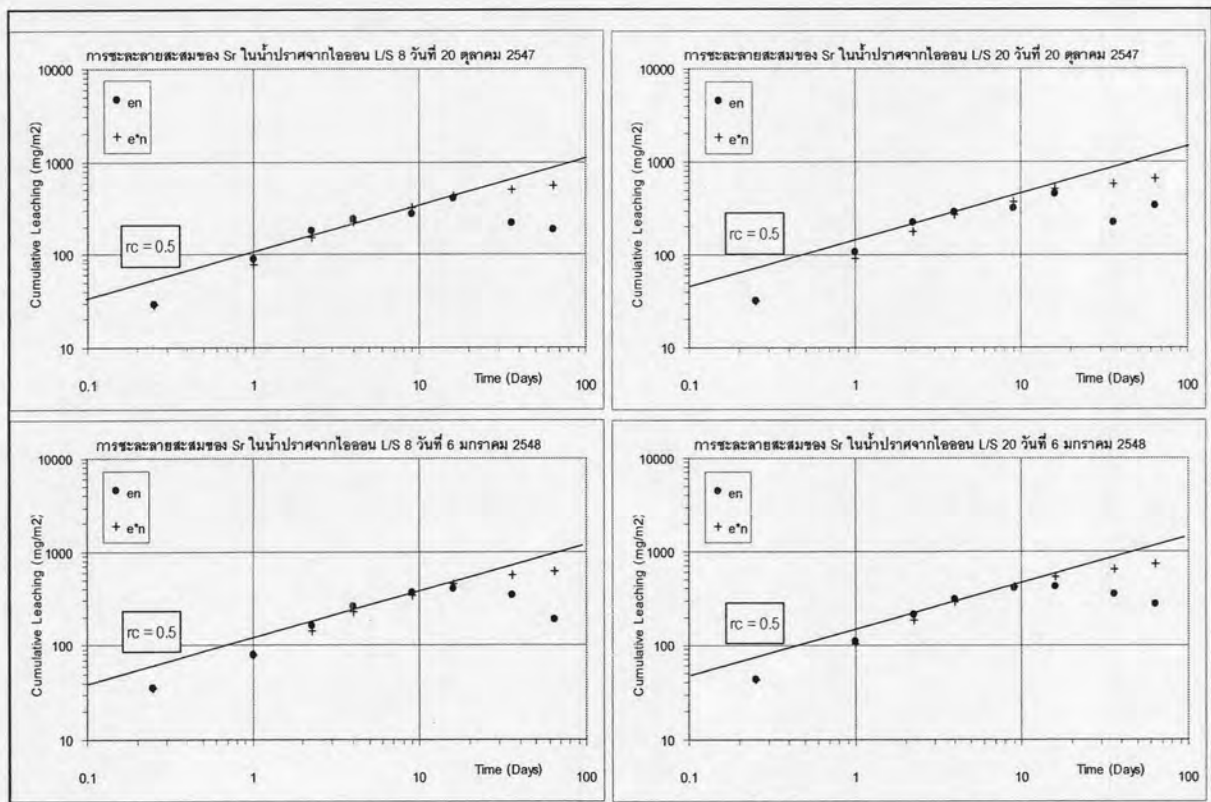 การชะละลายสะสมของ Sr ในน้ำปราศจากไอออน L/S 8 วันที่ 20 ตุลาคม 2547
10000
1000
100
10
Cumulative Leaching (mg/m2)
en
e*n
rc = 0.5
0.1
1
10
100
Time (Days)
การชะละลายสะสมของ Sr ในน้ำปราศจากไอออน L/S 20 วันที่ 20 ตุลาคม 2547
10000
1000
100
10
Cumulative Leaching (mg/m2)
en
e*n
rc = 0.5
0.1
1
10
100
Time (Days)
การชะละลายสะสมของ Sr ในน้ำปราศจากไอออน L/S 8 วันที่ 6 มกราคม 2548
10000
1000
100
10
Cumulative Leaching (mg/m2)
en
e*n
rc = 0.5
0.1
1
10
100
Time (Days)
การชะละลายสะสมของ Sr ในน้ำปราศจากไอออน L/S 20 วันที่ 6 มกราคม 2548
10000
1000
100
10
Cumulative Leaching (mg/m2)
en
e*n
rc = 0.5
0.1
1
10
100
Time (Days)